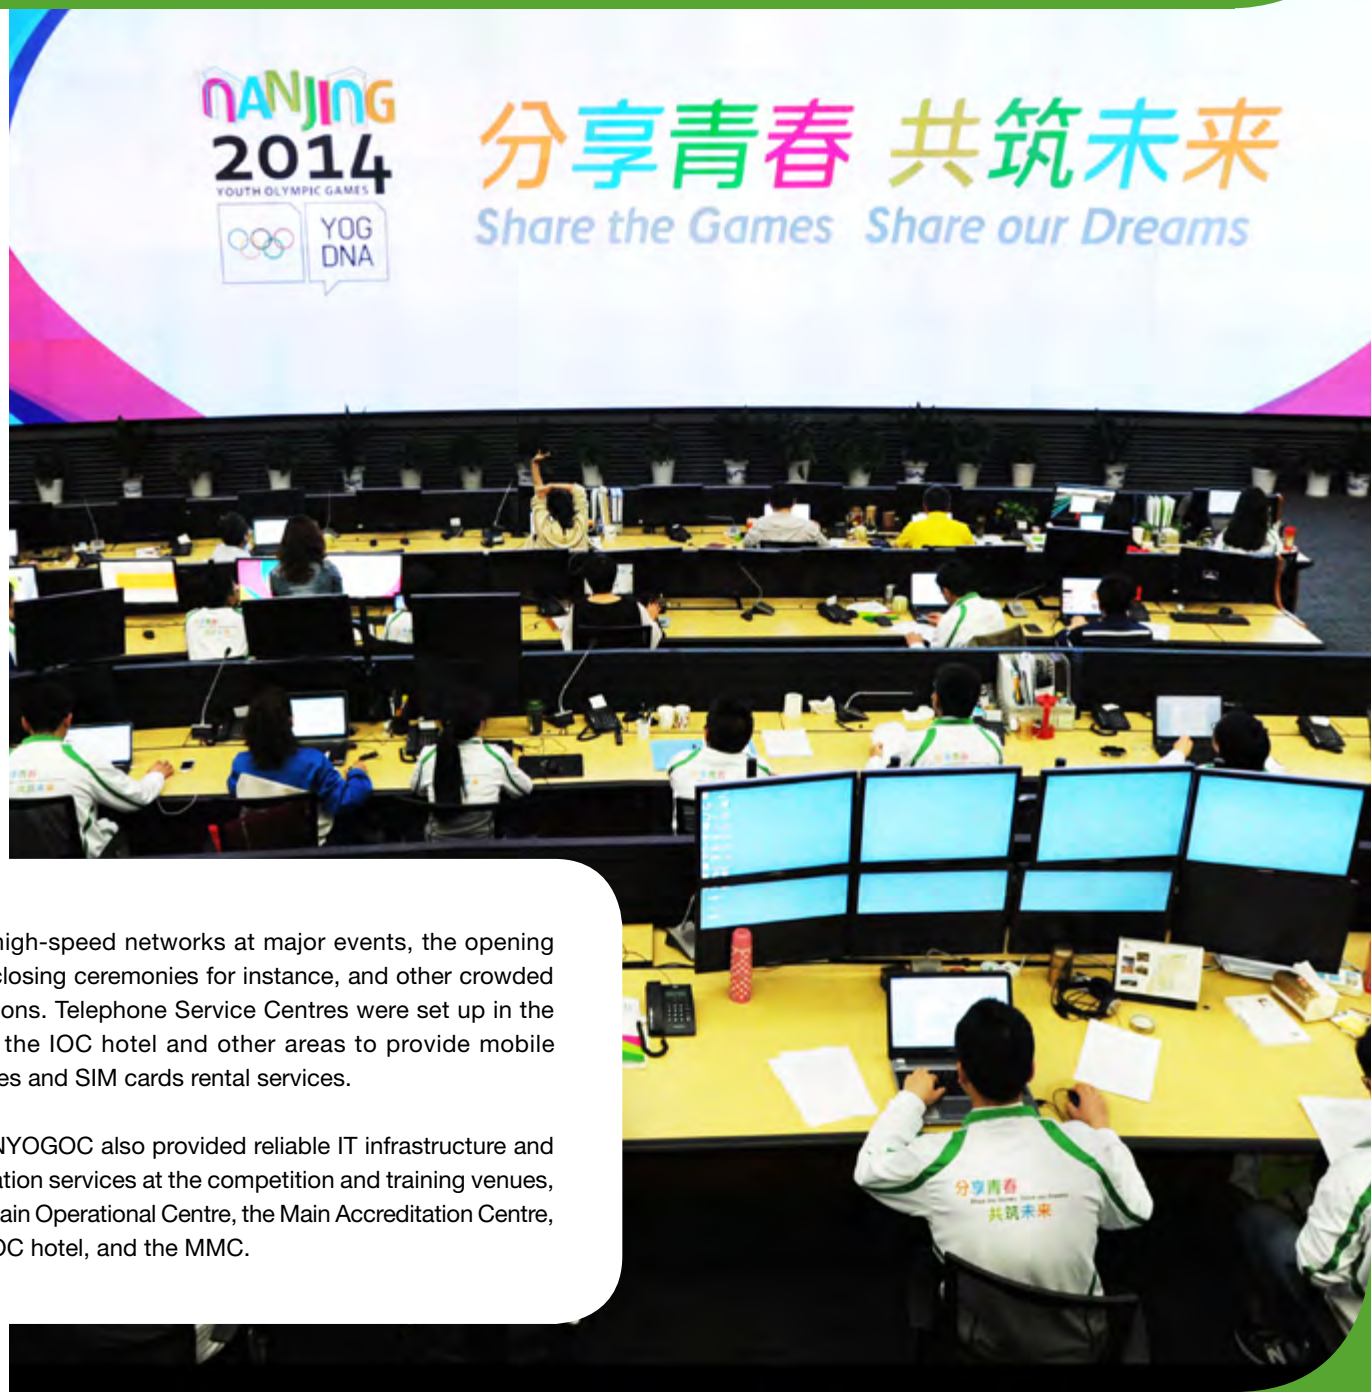 NANJING
2014
YOUTH OLYMPIC GAMES
YOG
DNA
分享青春 共筑未来
Share the Games Share our Dreams
high-speed networks at major events, the opening
closing ceremonies for instance, and other crowded
ons. Telephone Service Centres were set up in the
the IOC hotel and other areas to provide mobile
es and SIM cards rental services.
NYOGOC also provided reliable IT infrastructure and
ation services at the competition and training venues,
ain Operational Centre, the Main Accreditation Centre,
OC hotel, and the MMC.
分享青春
共筑未来